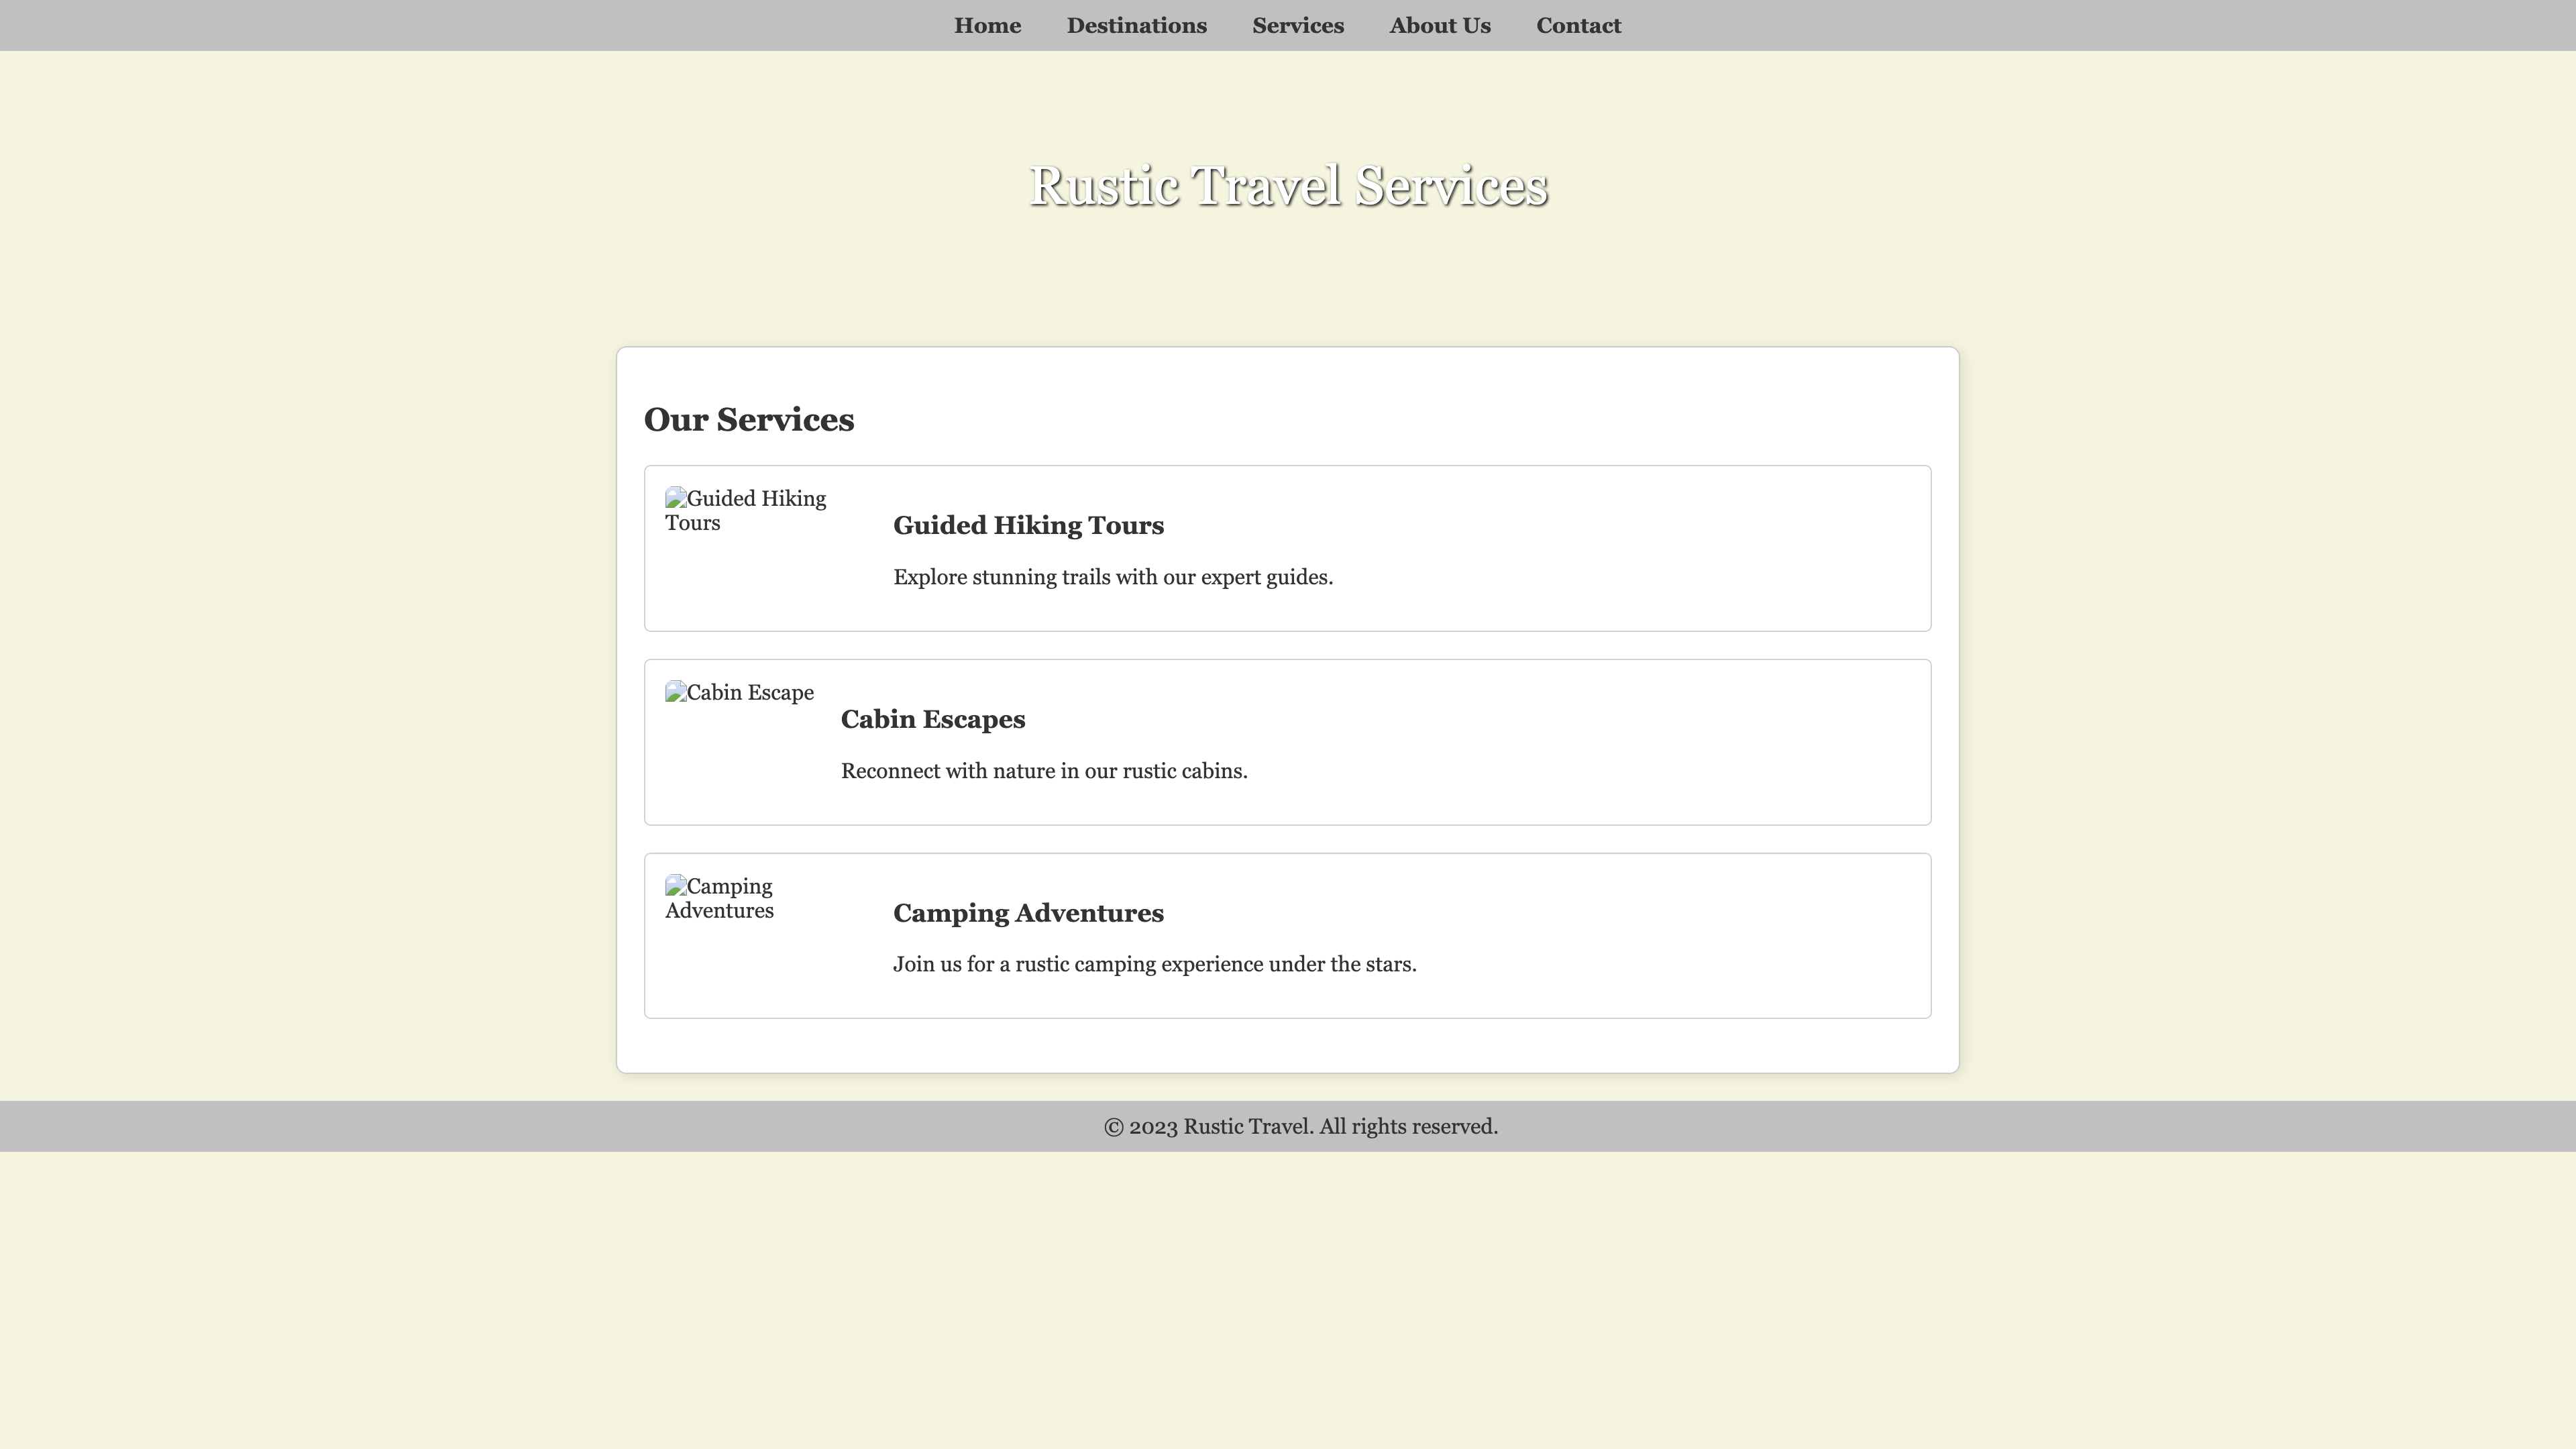 Home Destinations Services About Us Contact
Rustic Travel Services
Our Services
Guided Hiking
Tours
Guided Hiking Tours
Explore stunning trails with our expert guides.
Cabin Escape
Cabin Escapes
Reconnect with nature in our rustic cabins.
Camping
Adventures
Camping Adventures
Join us for a rustic camping experience under the stars.
© 2023 Rustic Travel. All rights reserved.